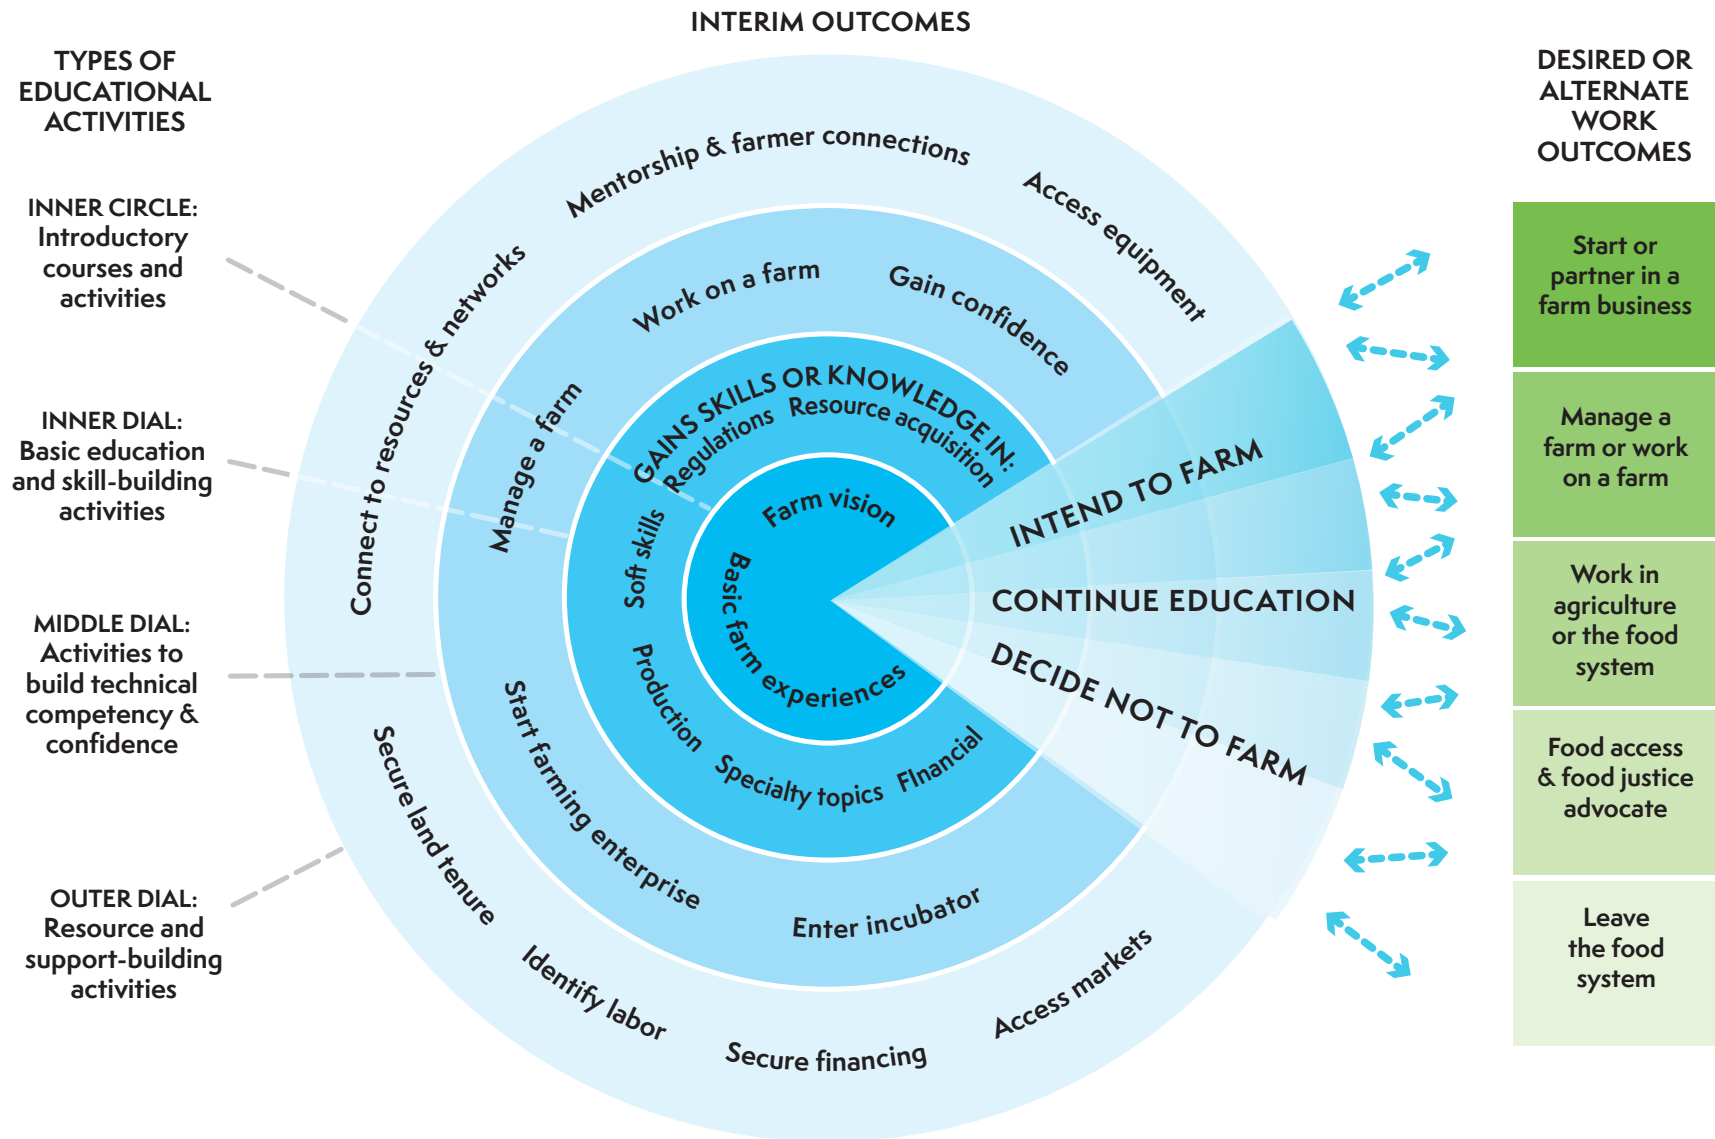 INTERIM OUTCOMES
TYPES OF
EDUCATIONAL
ACTIVITIES
INNER CIRCLE:
Introductory
courses and
activities
INNER DIAL:
Basic education
and skill-building
activities
MIDDLE DIAL:
Activities to
build technical
competency &
confidence
OUTER DIAL:
Resource and
support-building
activities
Connect to resources & networks
Mentorship & farmer connections
Access equipment
Secure land tenure
Identify labor
Secure financing
Access markets
Manage a farm
Work on a farm
Gain confidence
Start farming enterprise
Enter incubator
GAINS SKILLS OR KNOWLEDGE IN:
Regulations
Resource acquisition
Soft skills
Production
Specialty topics
FInancial
Farm vision
Basic farm experiences
INTEND TO FARM
CONTINUE EDUCATION
DECIDE NOT TO FARM
DESIRED OR
ALTERNATE
WORK
OUTCOMES
Start or
partner in a
farm business
Manage a
farm or work
on a farm
Work in
agriculture
or the food
system
Food access
& food justice
advocate
Leave
the food
system